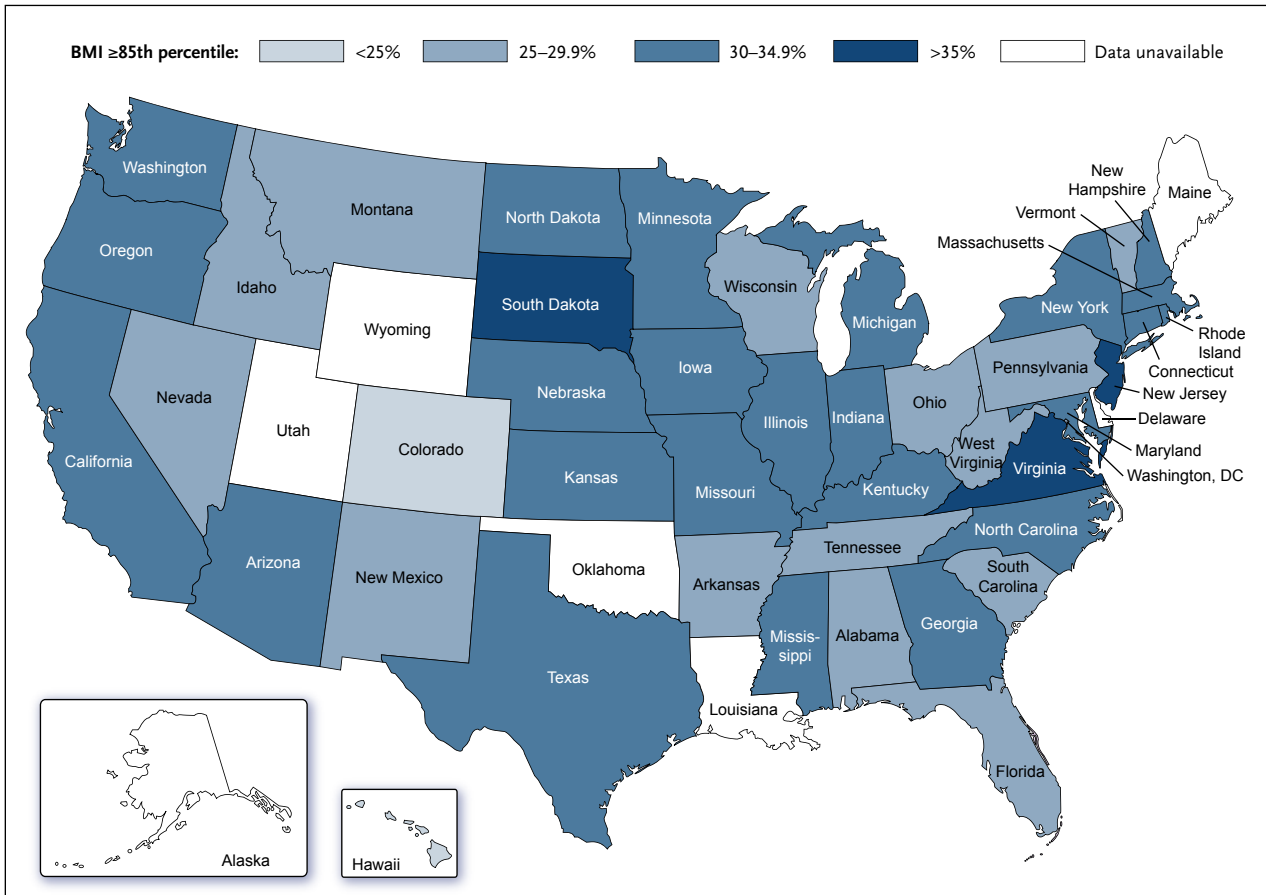 BMI ≥85th percentile: <25% 25–29.9% 30–34.9% >35% Data unavailable
Washington
Oregon
California
Nevada
Idaho
Montana
Wyoming
Utah
Colorado
Arizona
New Mexico
North Dakota
South Dakota
Nebraska
Kansas
Oklahoma
Texas
Minnesota
Iowa
Missouri
Arkansas
Louisiana
Wisconsin
Illinois
Michigan
Indiana
Ohio
Kentucky
Tennessee
Missis-
sippi
Alabama
Georgia
Florida
South
Carolina
North Carolina
Virginia
West
Virginia
Pennsylvania
New York
Vermont
New
Hampshire
Maine
Massachusetts
Rhode
Island
Connecticut
New Jersey
Delaware
Maryland
Washington, DC
Alaska
Hawaii